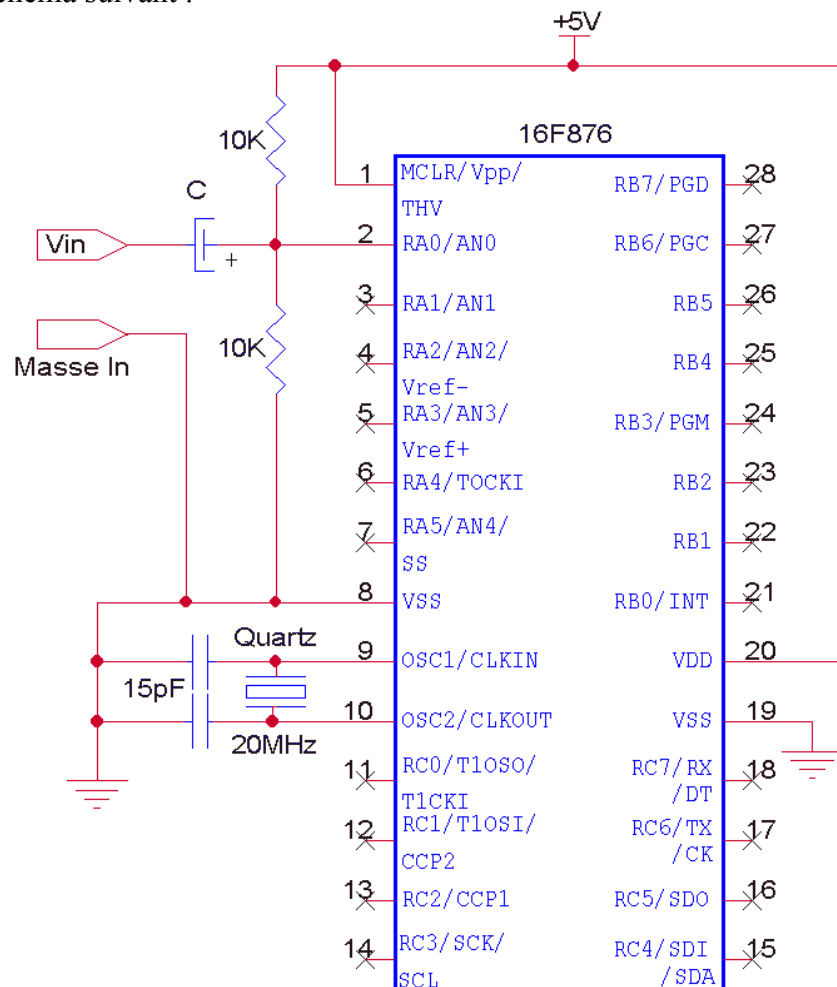 schéma suivant :
+5V
16F876
10K
C
Vin
+
10K
Masse In
Quartz
15pF
20MHz
1 MCLR/Vpp/
THV
2 RA0/AN0
3 RA1/AN1
4 RA2/AN2/
Vref-
5 RA3/AN3/
Vref+
6 RA4/TOCKI
7 RA5/AN4/
SS
8 VSS
9 OSC1/CLKIN
10 OSC2/CLKOUT
11 RC0/T1OSO/
T1CKI
12 RC1/T1OSI/
CCP2
13 RC2/CCP1
14 RC3/SCK/
SCL
RB7/PGD 28
RB6/PGC 27
RB5 26
RB4 25
RB3/PGM 24
RB2 23
RB1 22
RB0/INT 21
VDD 20
VSS 19
RC7/RX 18
/DT
RC6/TX 17
/CK
RC5/SDO 16
RC4/SDI 15
/SDA